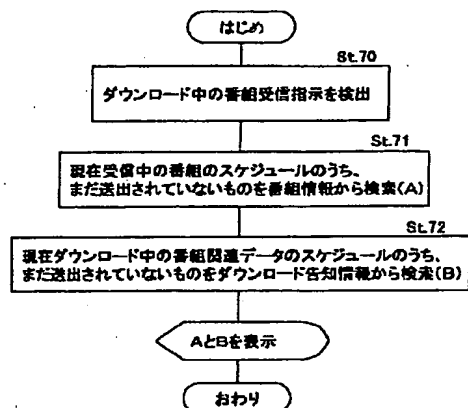 はじめ
St.70
ダウンロード中の番組受信指示を検出
St.71
現在受信中の番組のスケジュールのうち、
まだ送出されていないものを番組情報から検索(A)
St.72
現在ダウンロード中の番組関連データのスケジュールのうち、
まだ送出されていないものをダウンロード告知情報から検索(B)
AとBを表示
おわり